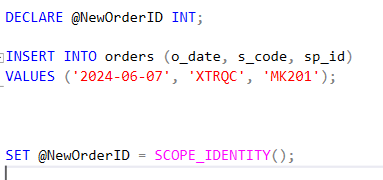 DECLARE @NewOrderID INT;
INSERT INTO orders (o_date, s_code, sp_id)
VALUES ('2024-06-07', 'XTRQC', 'MK201');
SET @NewOrderID = SCOPE_IDENTITY();